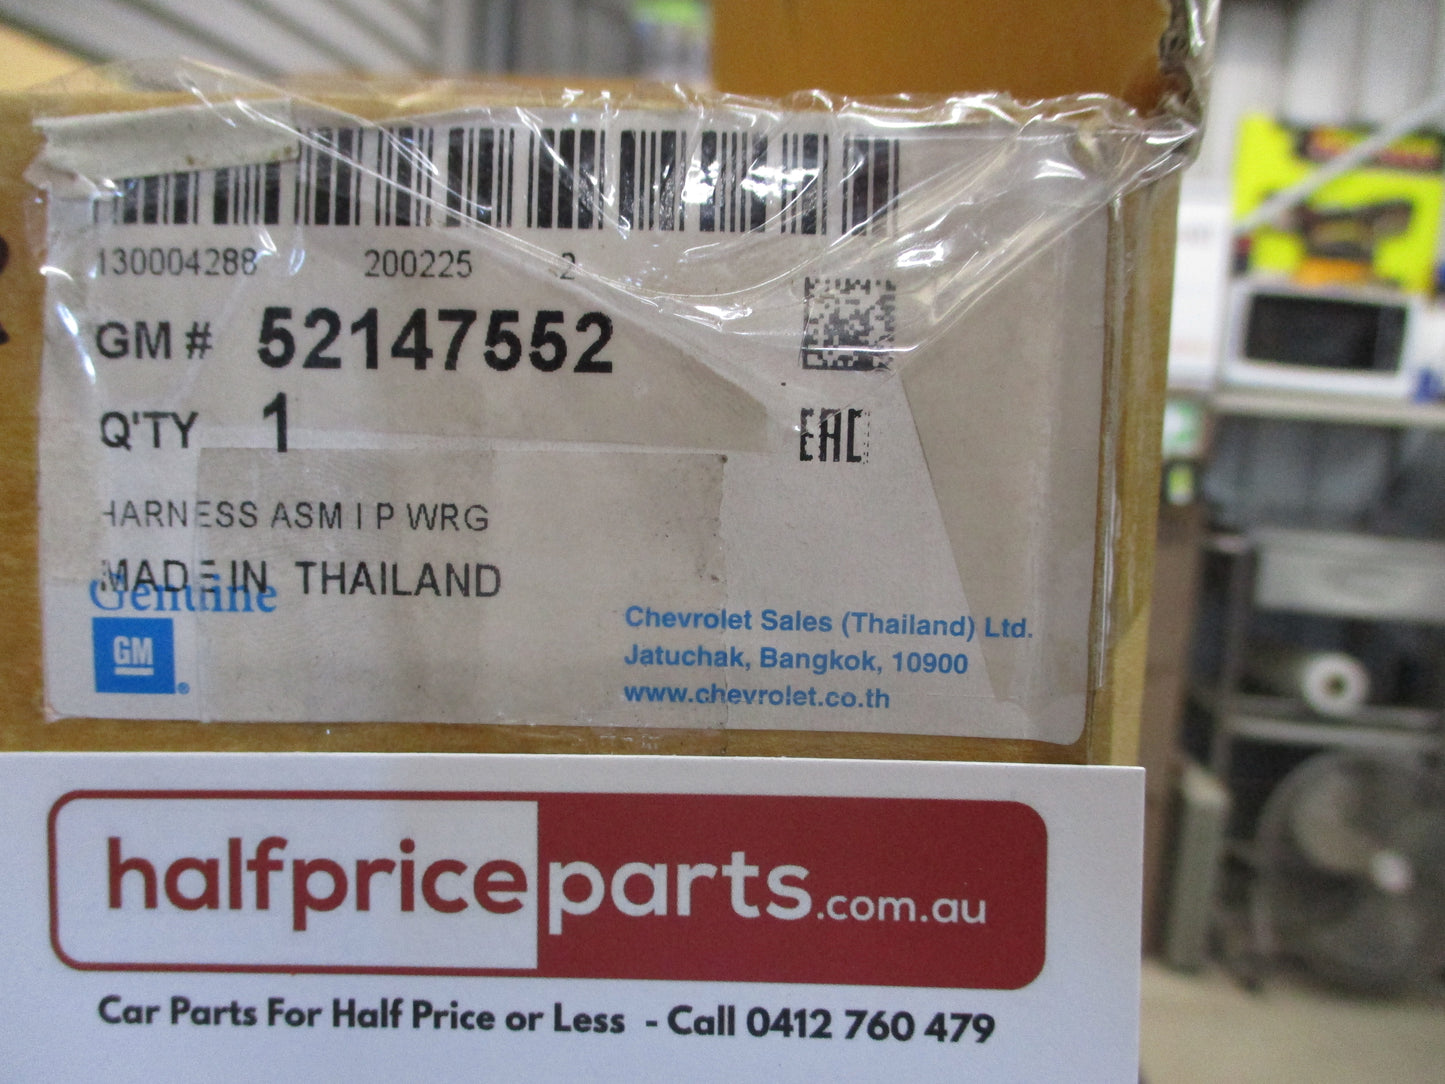 130004288 200225 2
GM # 52147552
Q'TY 1
EAC
HARNESS ASM I P WRG
MADE IN THAILAND
Genuine
GM ®
Chevrolet Sales (Thailand) Ltd.
Jatuchak, Bangkok, 10900
www.chevrolet.co.th
halfpriceparts.com.au
Car Parts For Half Price or Less - Call 0412 760 479